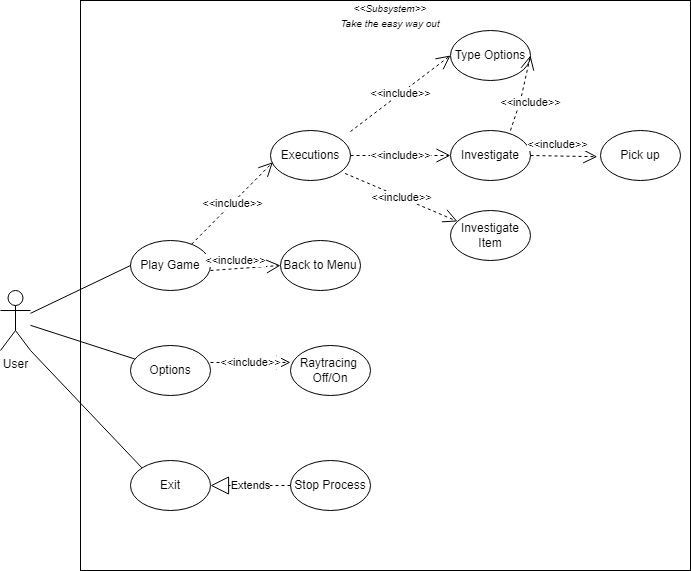 <<Subsystem>>
Take the easy way out
Type Options
<<include>>
<<include>>
Executions
<<include>>
Investigate
<<include>>
Pick up
<<include>>
<<include>>
Investigate
Item
Play Game
<<include>>
Back to Menu
User
Options
<<include>>
Raytracing
Off/On
Exit
Extends
Stop Process